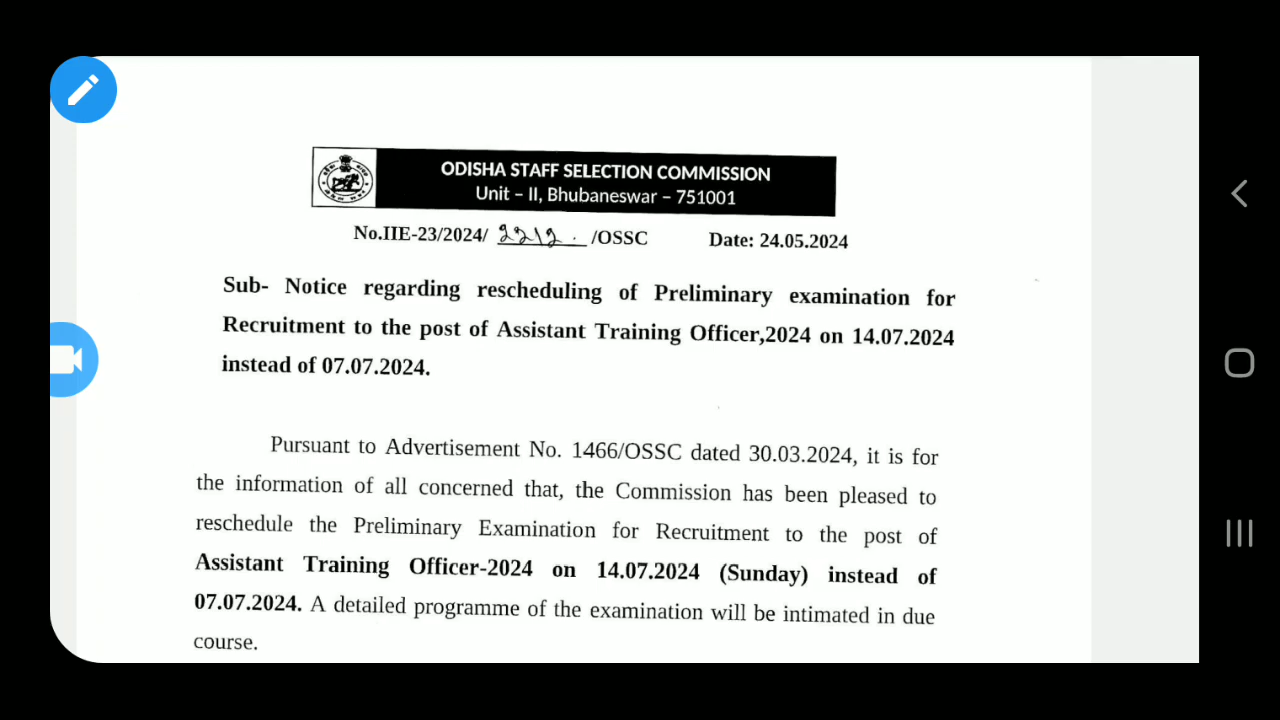 ODISHA STAFF SELECTION COMMISSION
Unit – II, Bhubaneswar – 751001
No.IIE-23/2024/ 2212. /OSSC Date: 24.05.2024
Sub- Notice regarding rescheduling of Preliminary examination for
Recruitment to the post of Assistant Training Officer,2024 on 14.07.2024
instead of 07.07.2024.
Pursuant to Advertisement No. 1466/OSSC dated 30.03.2024, it is for
the information of all concerned that, the Commission has been pleased to
reschedule the Preliminary Examination for Recruitment to the post of
Assistant Training Officer-2024 on 14.07.2024 (Sunday) instead of
07.07.2024. A detailed programme of the examination will be intimated in due
course.